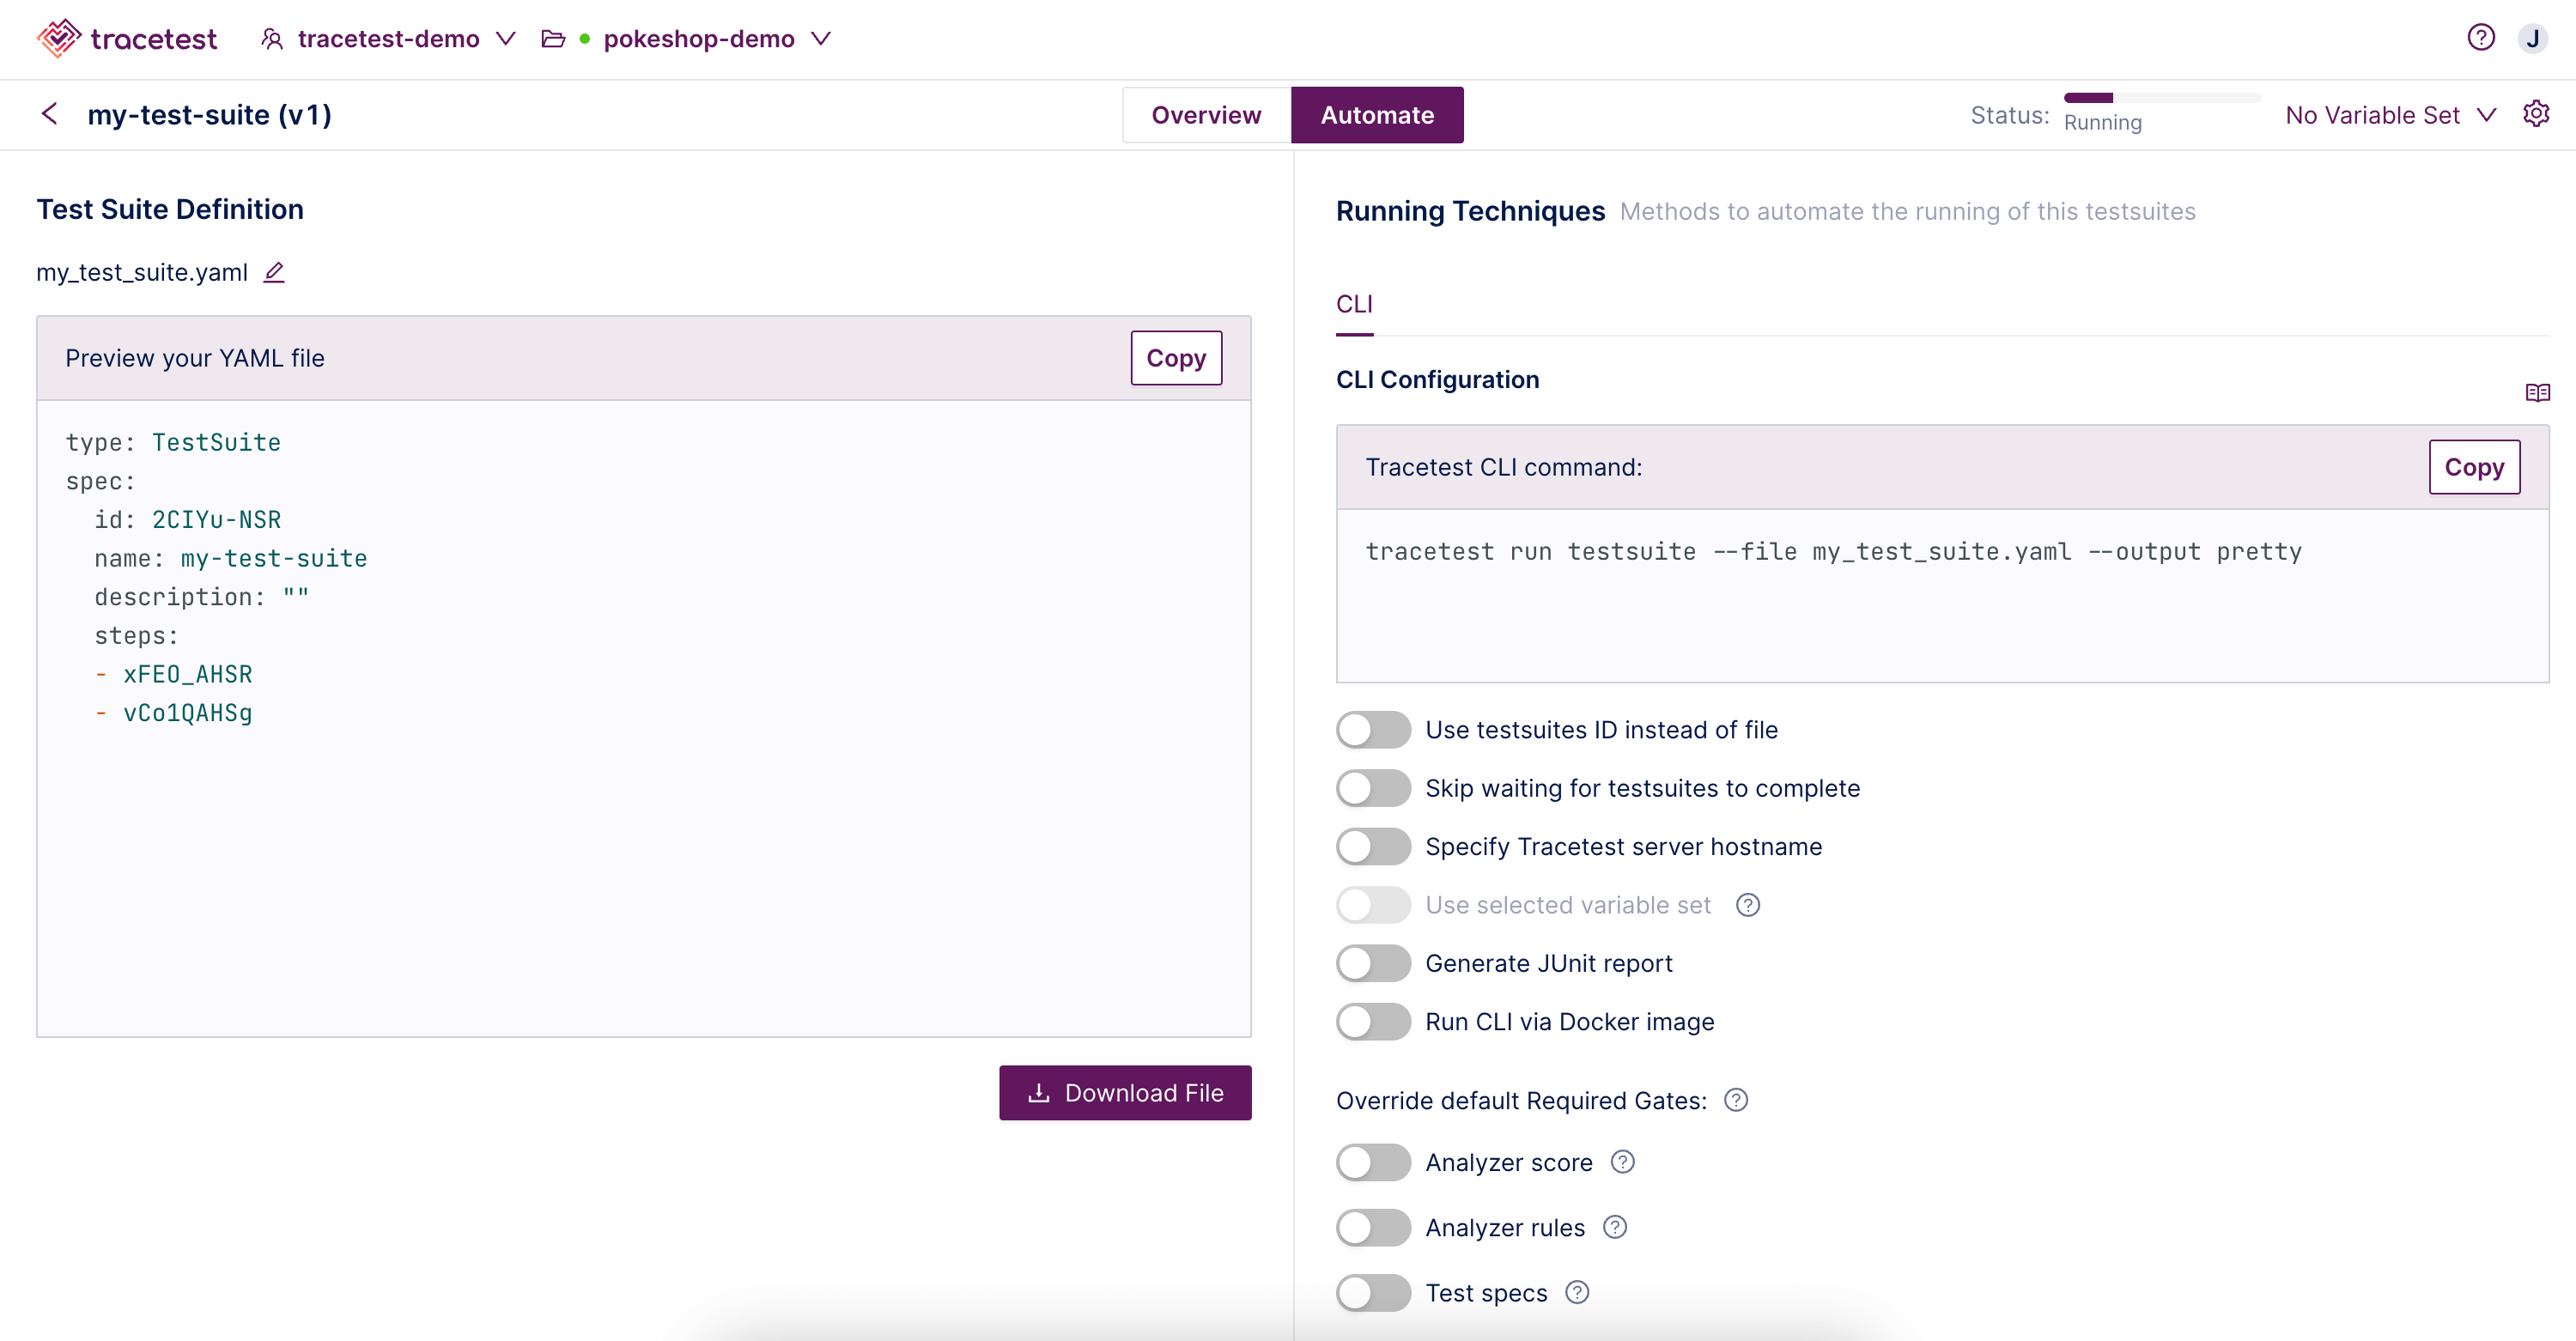 tracetest tracetest-demo pokeshop-demo J
my-test-suite (v1) Overview Automate Status: Running No Variable Set
Test Suite Definition
my_test_suite.yaml
Preview your YAML file Copy
type: TestSuite
spec:
  id: 2CIYu-NSR
  name: my-test-suite
  description: ""
  steps:
  - xFEO_AHSR
  - vCo1QAHSg
Download File
Running Techniques Methods to automate the running of this testsuites
CLI
CLI Configuration
Tracetest CLI command: Copy
tracetest run testsuite --file my_test_suite.yaml --output pretty
Use testsuites ID instead of file
Skip waiting for testsuites to complete
Specify Tracetest server hostname
Use selected variable set ?
Generate JUnit report
Run CLI via Docker image
Override default Required Gates: ?
Analyzer score ?
Analyzer rules ?
Test specs ?